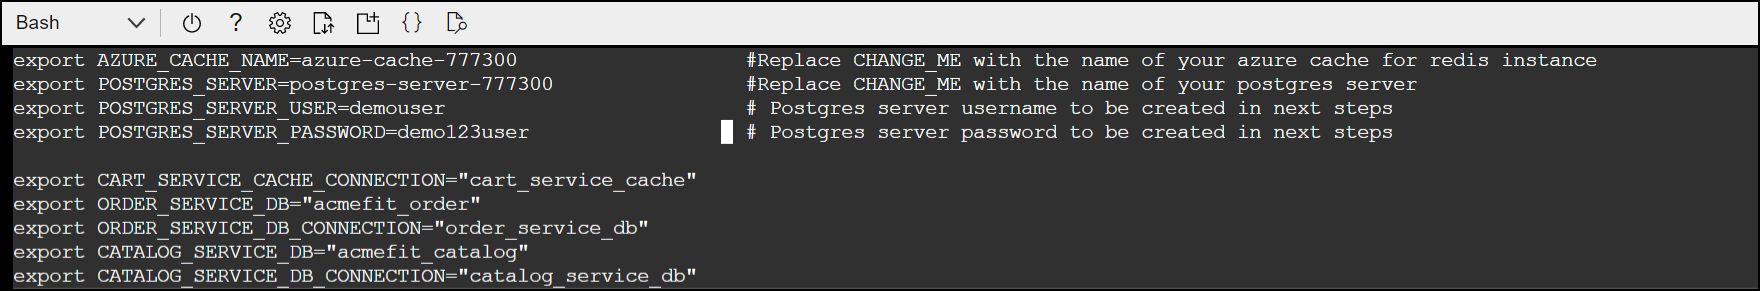 Bash
?
{}
export AZURE_CACHE_NAME=azure-cache-777300 #Replace CHANGE_ME with the name of your azure cache for redis instance
export POSTGRES_SERVER=postgres-server-777300 #Replace CHANGE_ME with the name of your postgres server
export POSTGRES_SERVER_USER=demouser # Postgres server username to be created in next steps
export POSTGRES_SERVER_PASSWORD=demo123user # Postgres server password to be created in next steps
export CART_SERVICE_CACHE_CONNECTION="cart_service_cache"
export ORDER_SERVICE_DB="acmefit_order"
export ORDER_SERVICE_DB_CONNECTION="order_service_db"
export CATALOG_SERVICE_DB="acmefit_catalog"
export CATALOG_SERVICE_DB_CONNECTION="catalog_service_db"